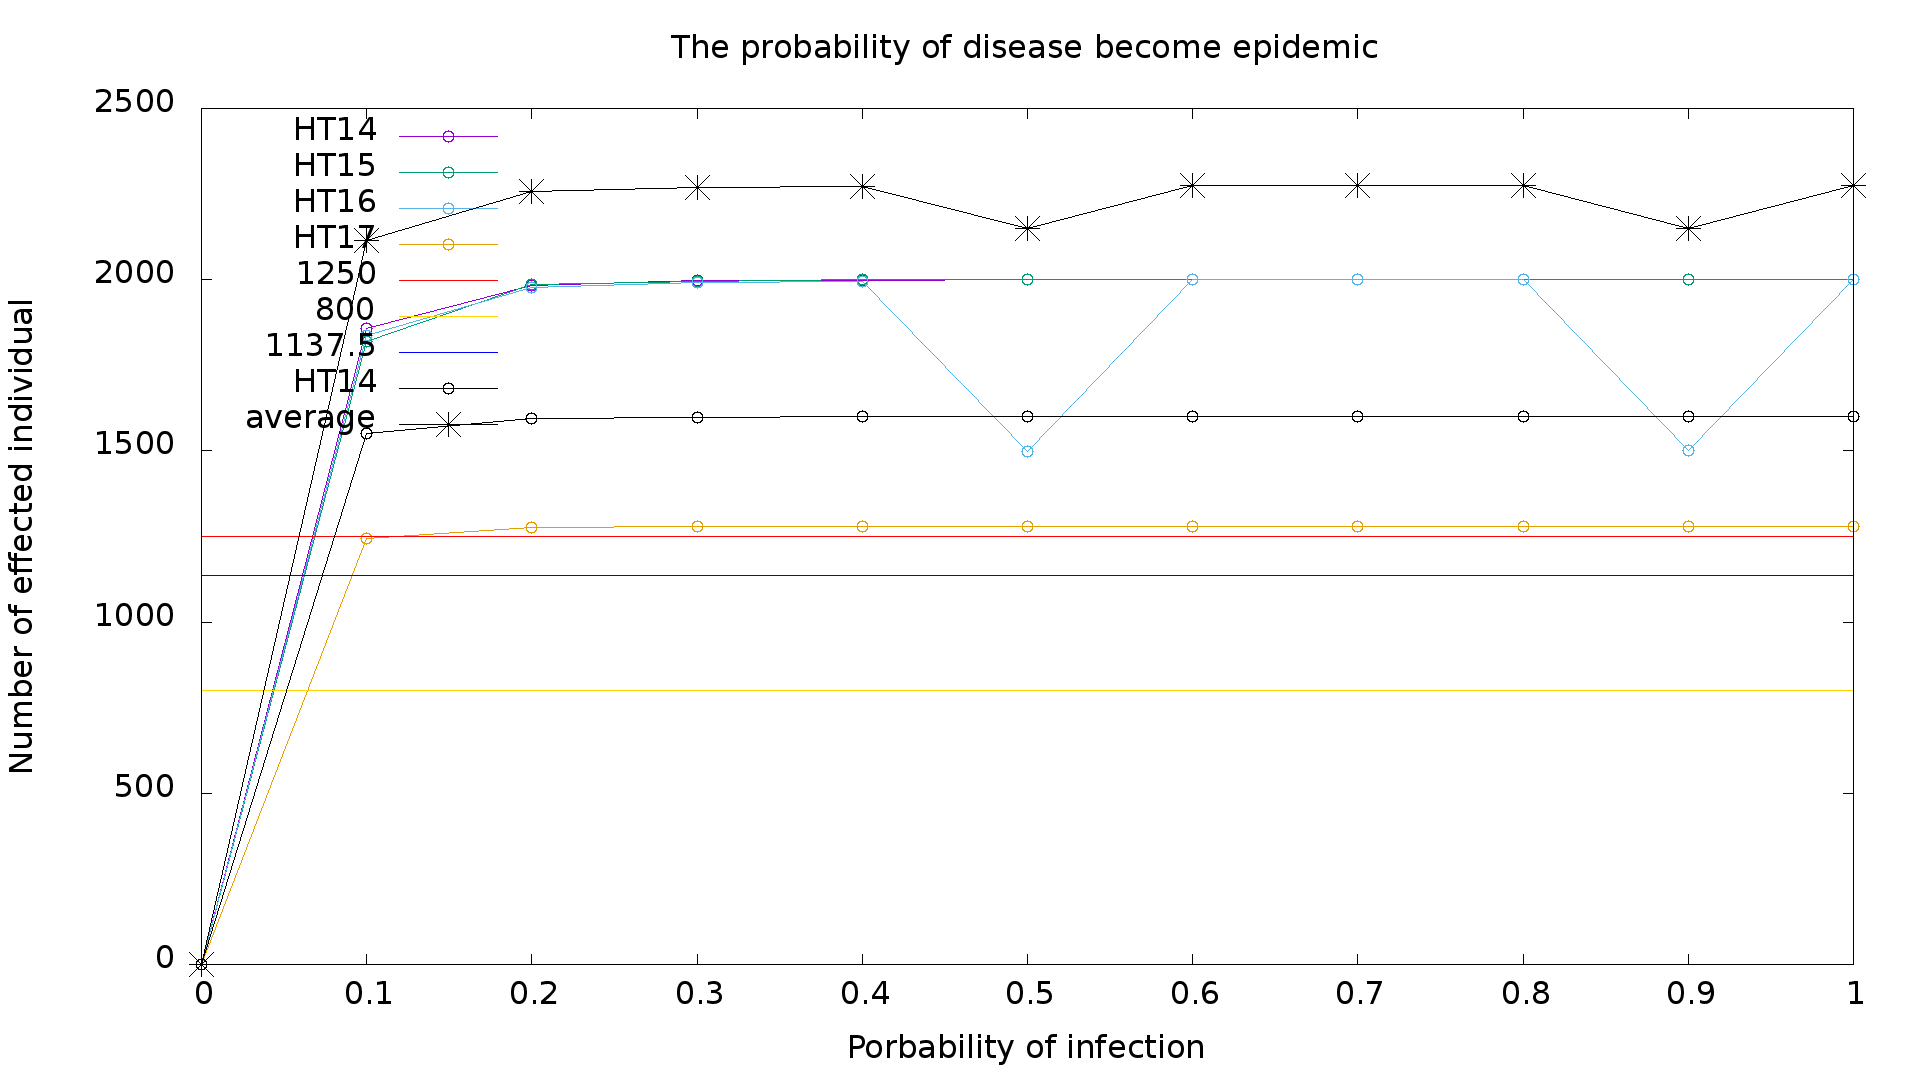 The probability of disease become epidemic
Number of effected individual
2500
2000
1500
1000
500
0
HT14
HT15
HT16
HT17
1250
800
1137.5
HT14
average
0 0.1 0.2 0.3 0.4 0.5 0.6 0.7 0.8 0.9 1
Porbability of infection